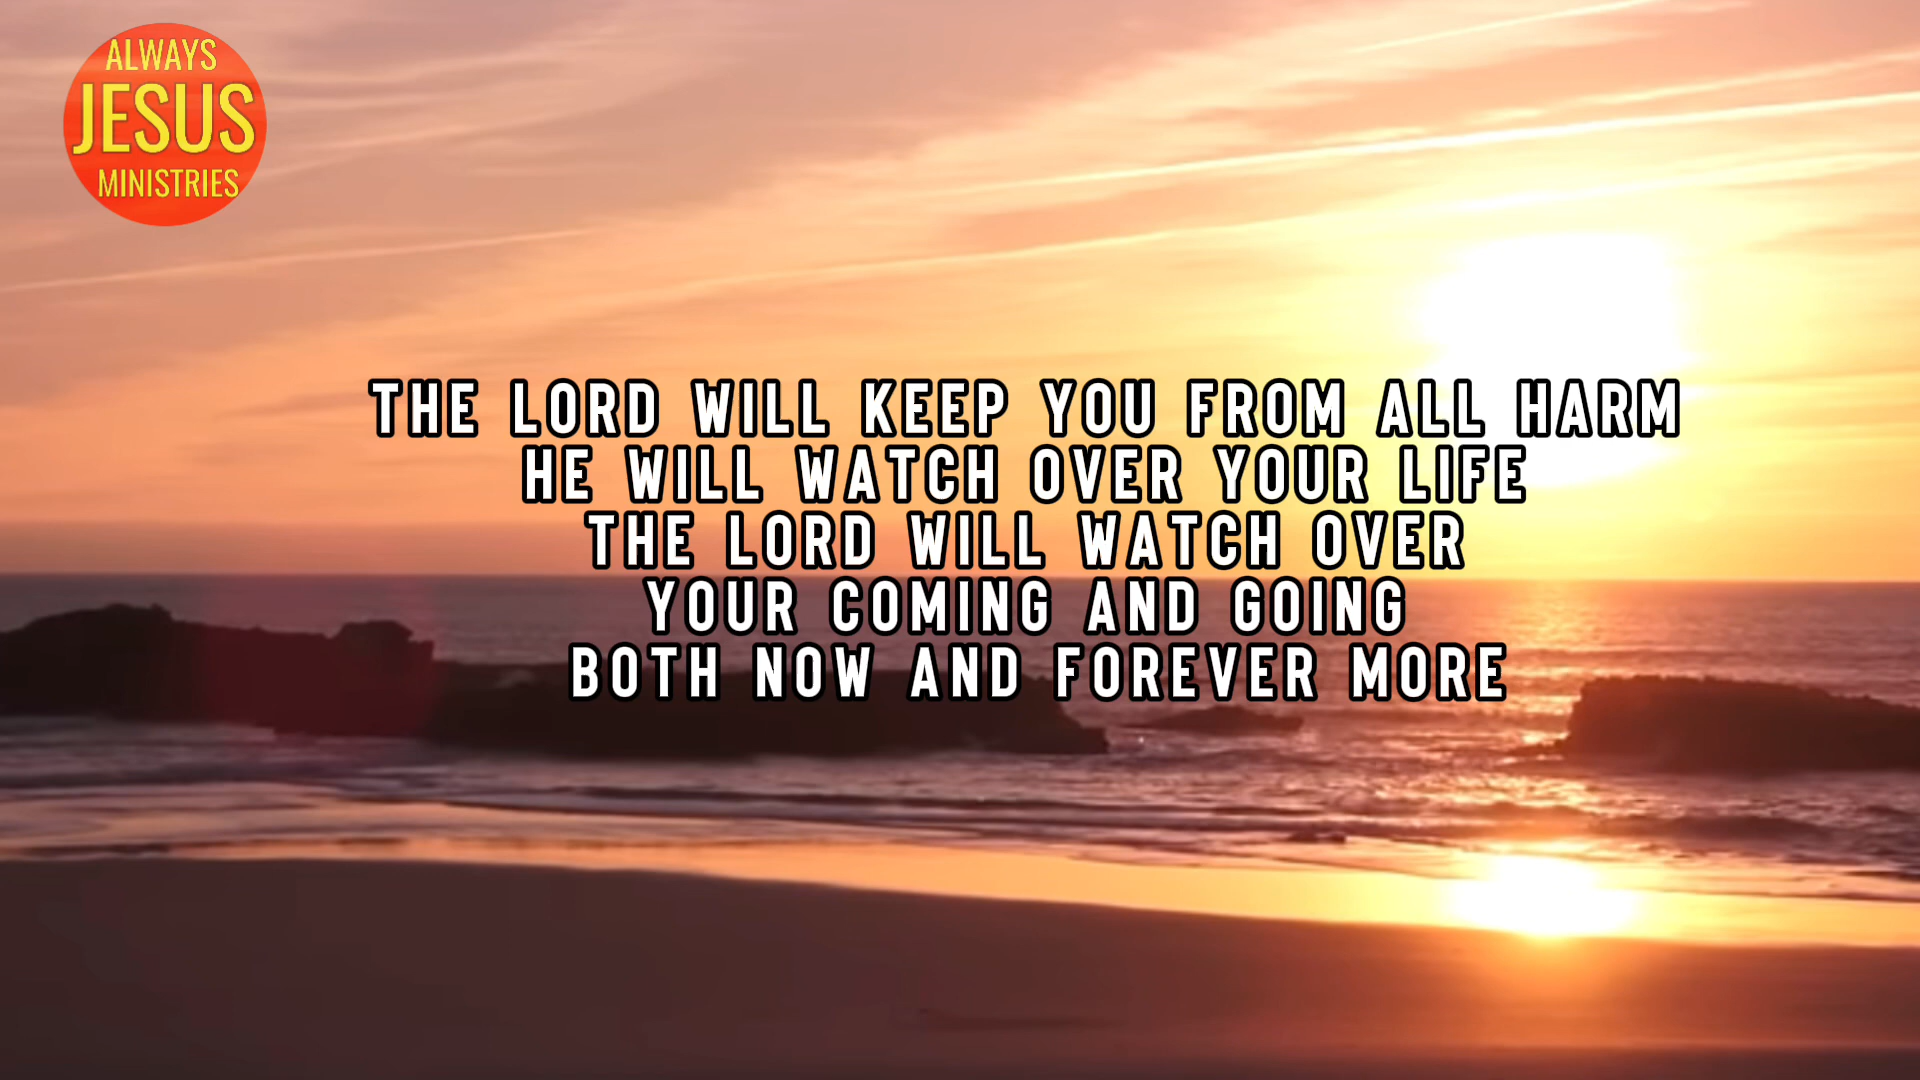 ALWAYS
JESUS
MINISTRIES
THE LORD WILL KEEP YOU FROM ALL HARM
HE WILL WATCH OVER YOUR LIFE
THE LORD WILL WATCH OVER
YOUR COMING AND GOING
BOTH NOW AND FOREVER MORE